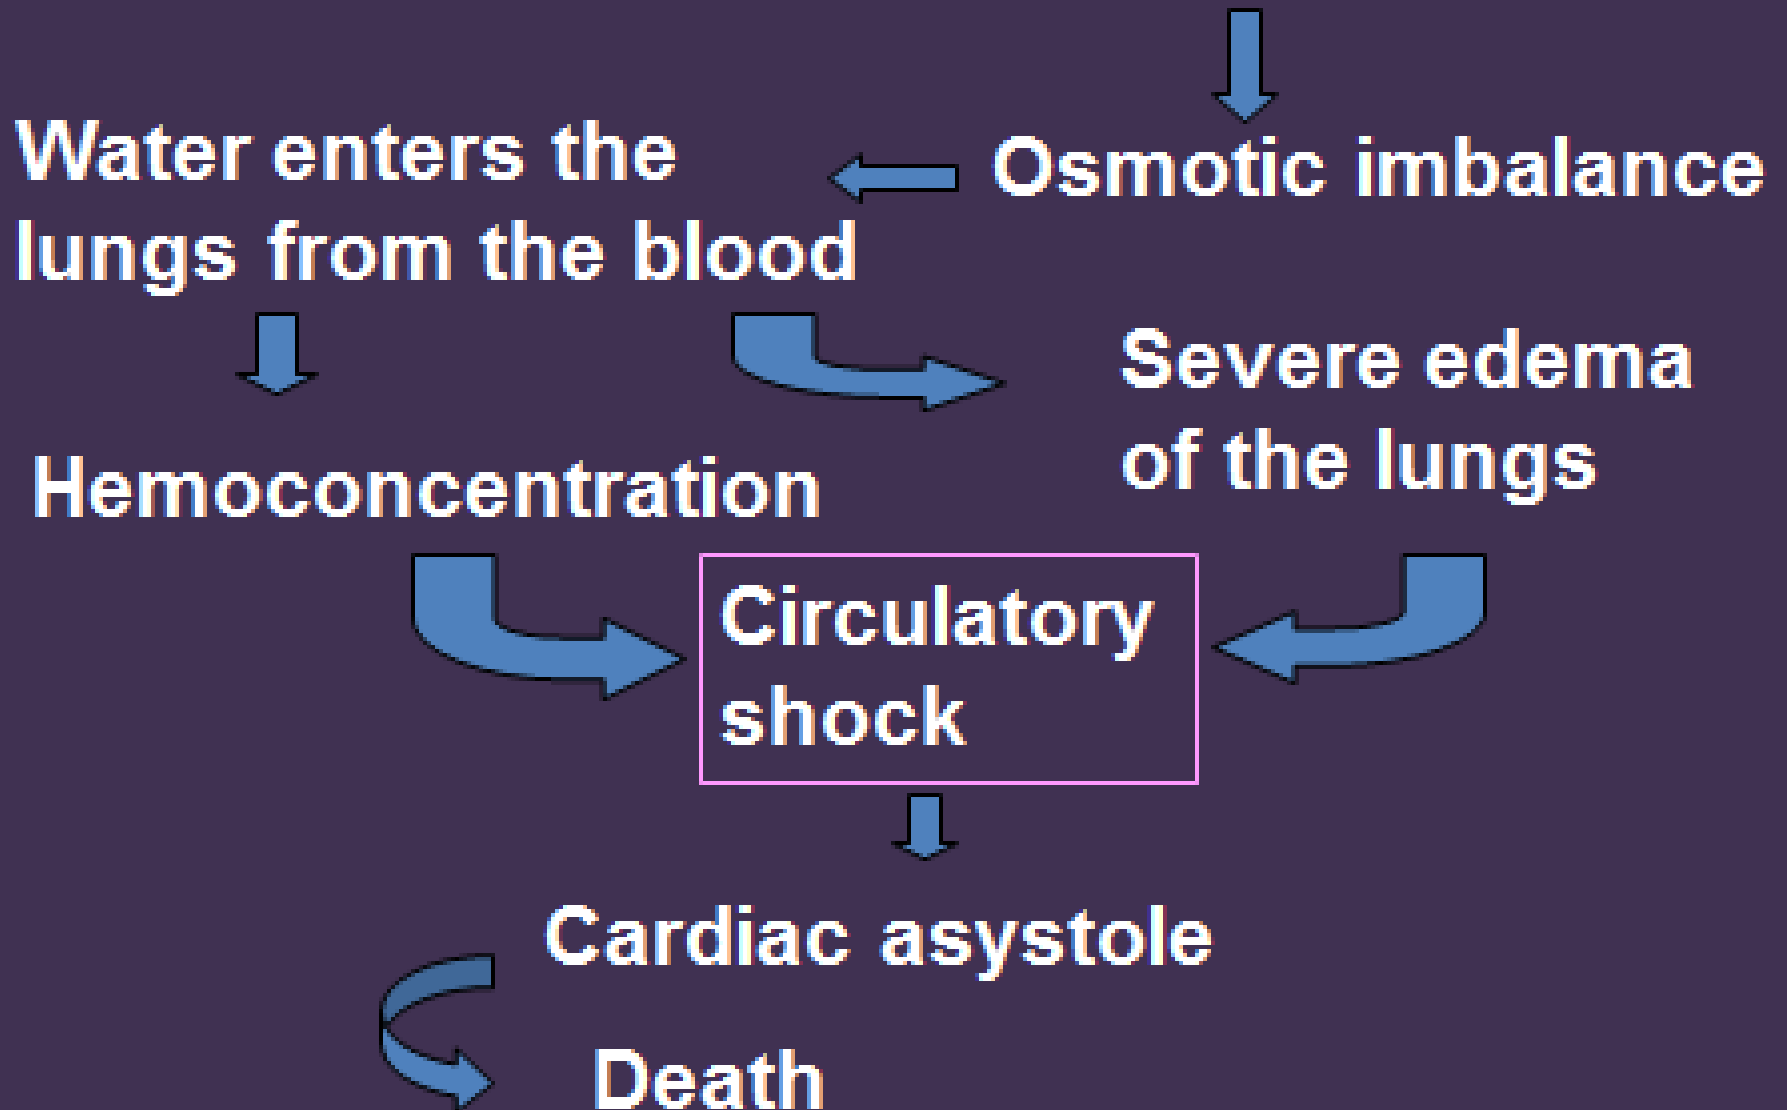 Osmotic imbalance
Water enters the
lungs from the blood
Severe edema
of the lungs
Hemoconcentration
Circulatory
shock
Cardiac asystole
Death